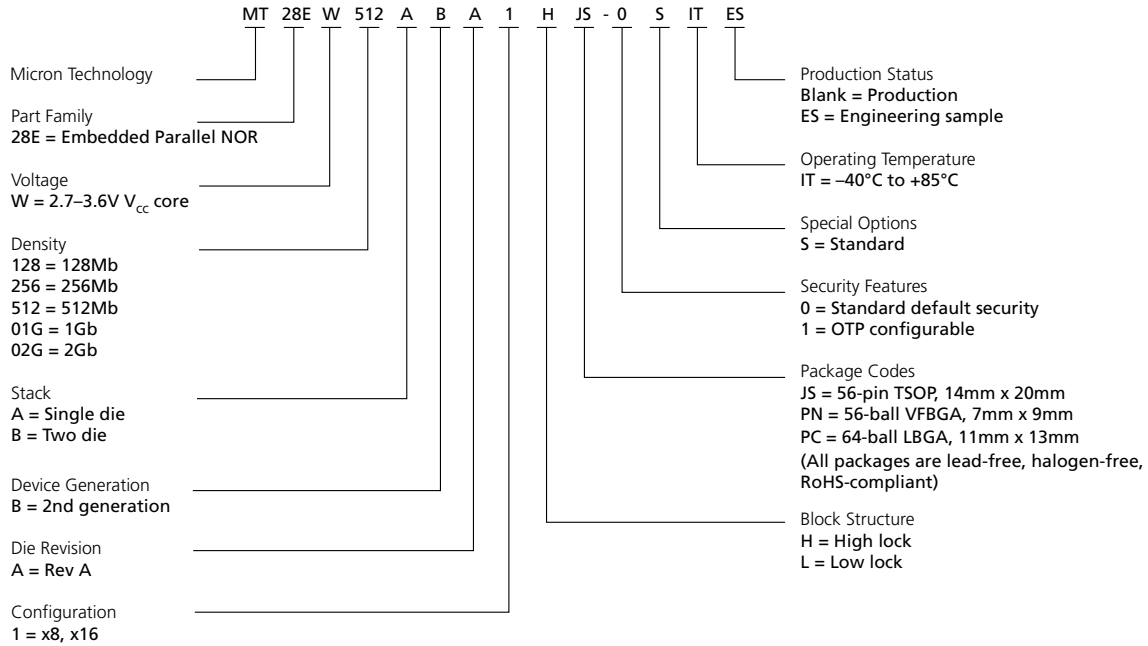 MT 28E W 512 A B A 1 H JS - 0 S IT ES
Micron Technology
Part Family
28E = Embedded Parallel NOR
Voltage
W = 2.7–3.6V Vcc core
Density
128 = 128Mb
256 = 256Mb
512 = 512Mb
01G = 1Gb
02G = 2Gb
Stack
A = Single die
B = Two die
Device Generation
B = 2nd generation
Die Revision
A = Rev A
Configuration
1 = x8, x16
Production Status
Blank = Production
ES = Engineering sample
Operating Temperature
IT = –40°C to +85°C
Special Options
S = Standard
Security Features
0 = Standard default security
1 = OTP configurable
Package Codes
JS = 56-pin TSOP, 14mm x 20mm
PN = 56-ball VFBGA, 7mm x 9mm
PC = 64-ball LBGA, 11mm x 13mm
(All packages are lead-free, halogen-free,
RoHS-compliant)
Block Structure
H = High lock
L = Low lock